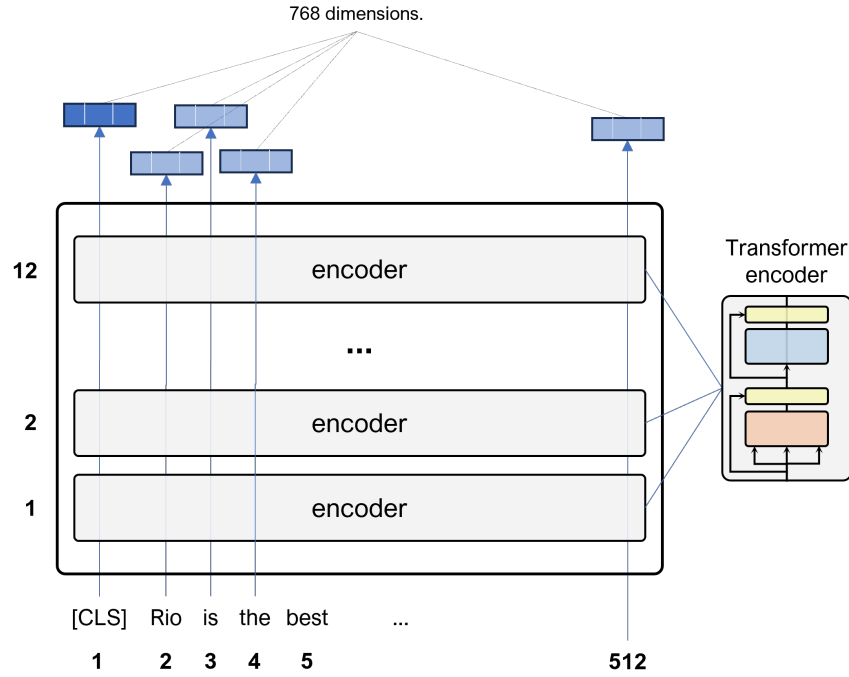 768 dimensions.
Transformer
encoder
12 encoder
...
2 encoder
1 encoder
[CLS] Rio is the best ...
1 2 3 4 5 512